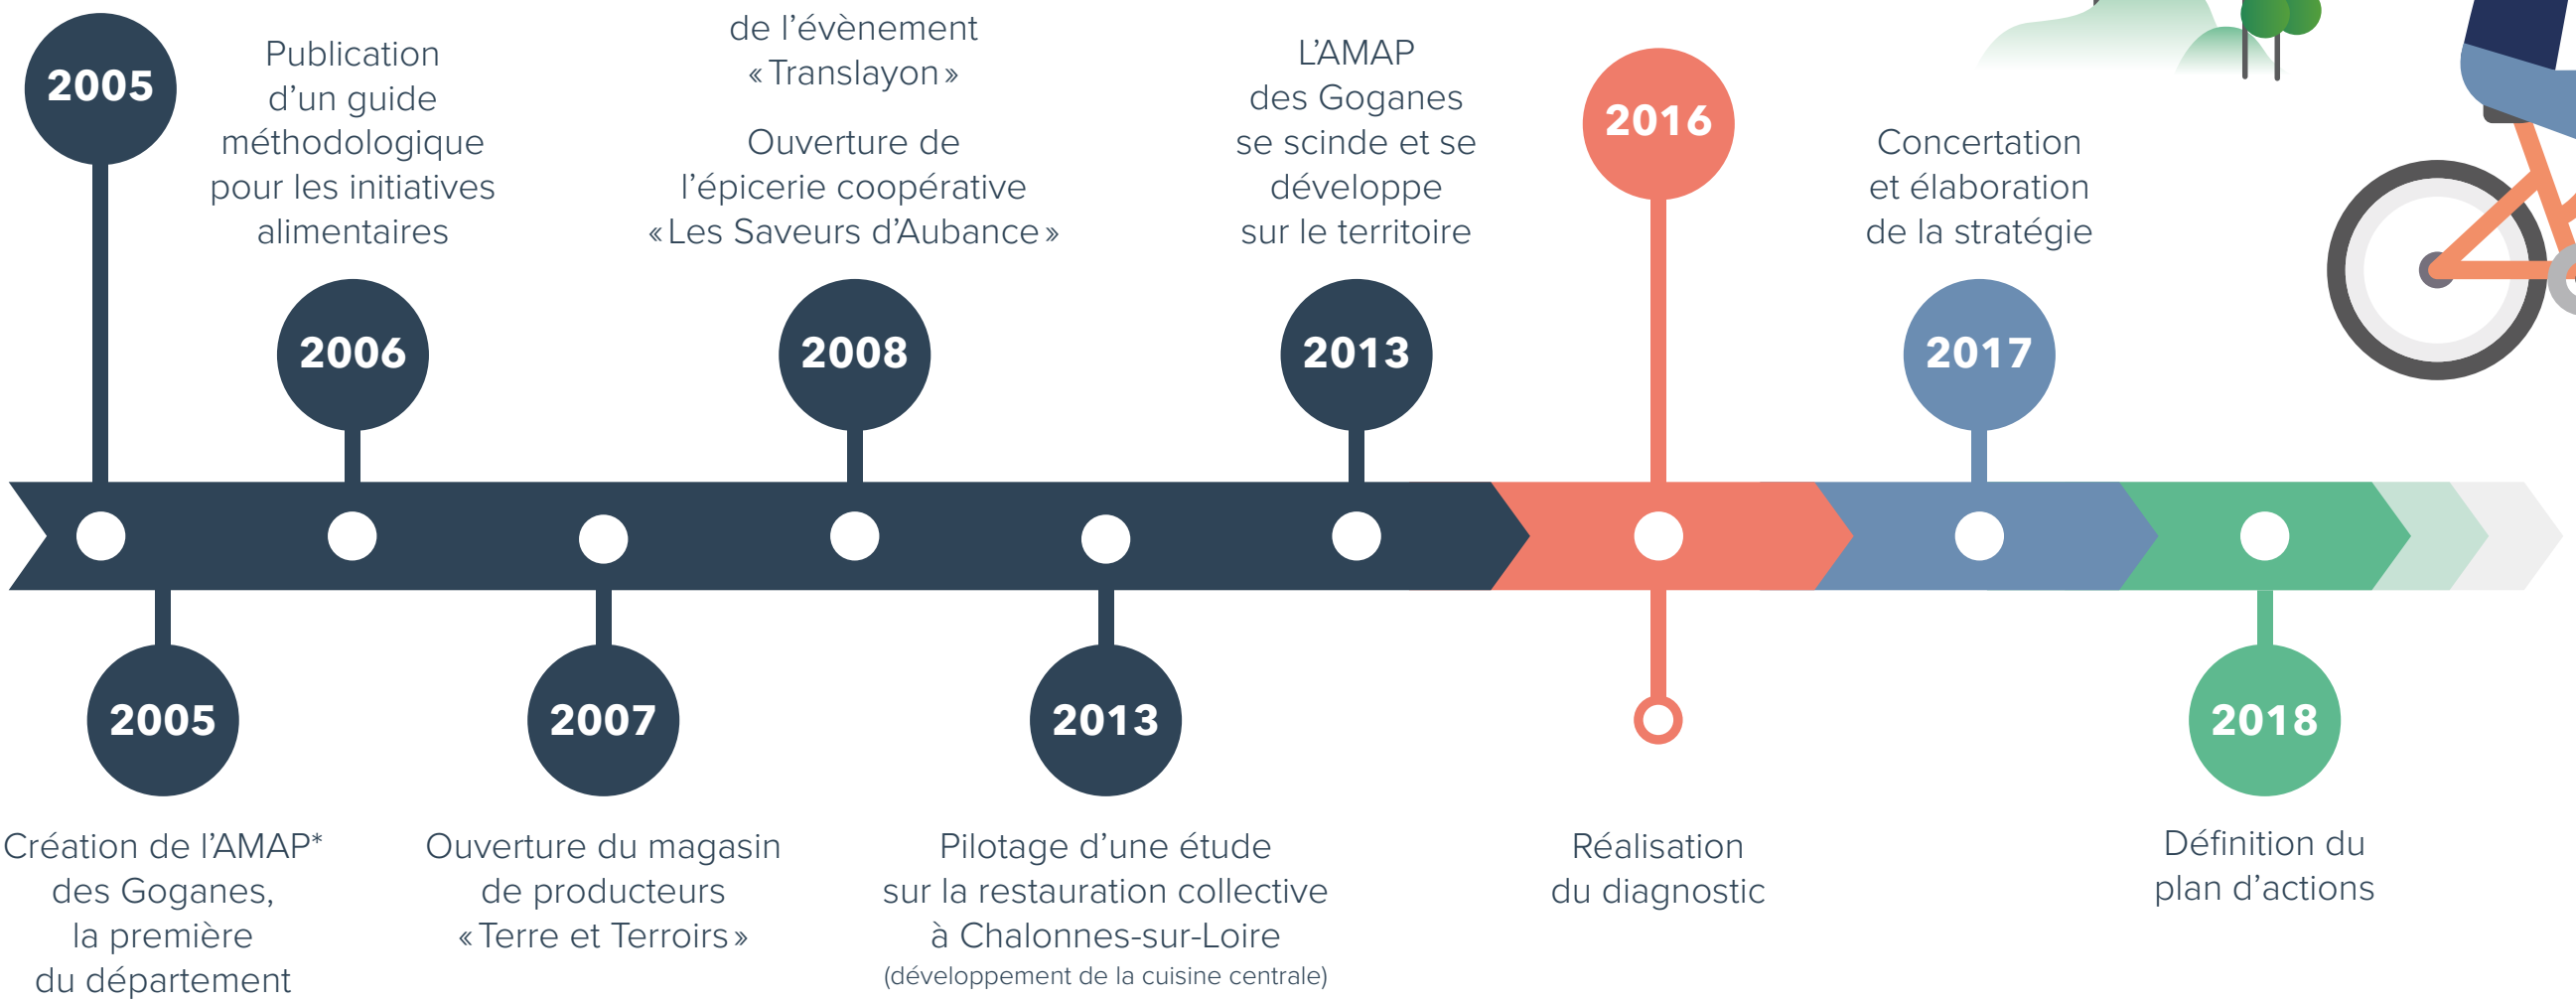 2005
Publication
d’un guide
méthodologique
pour les initiatives
alimentaires
2006
de l’évènement
« Translayon »
Ouverture de
l’épicerie coopérative
« Les Saveurs d’Aubance »
2008
L’AMAP
des Goganes
se scinde et se
développe
sur le territoire
2013
2016
Concertation
et élaboration
de la stratégie
2017
2005
Création de l’AMAP*
des Goganes,
la première
du département
2007
Ouverture du magasin
de producteurs
« Terre et Terroirs »
2013
Pilotage d’une étude
sur la restauration collective
à Chalonnes-sur-Loire
(développement de la cuisine centrale)
Réalisation
du diagnostic
2018
Définition du
plan d’actions